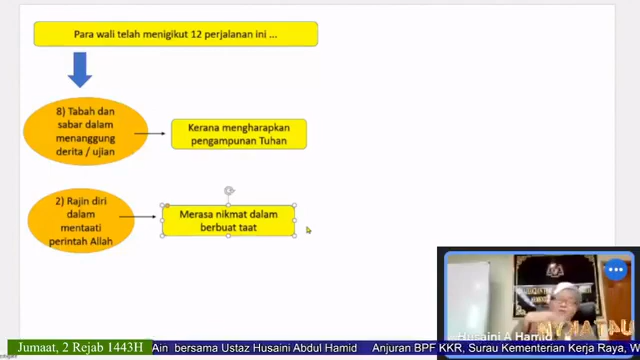 Para wali telah menigikut 12 perjalanan ini ...
8) Tabah dan
sabar dalam
menanggung
derita / ujian
Kerana mengharapkan
pengampunan Tuhan
2) Rajin diri
dalam
mentaati
perintah Allah
Merasa nikmat dalam
berbuat taat
U4TAKYN
Husaini A Hamid
Jumaat, 2 Rejab 1443H
Ain bersama Ustaz Husaini Abdul Hamid Anjuran BPF KKR, Surau Kementerian Kerja Raya, W